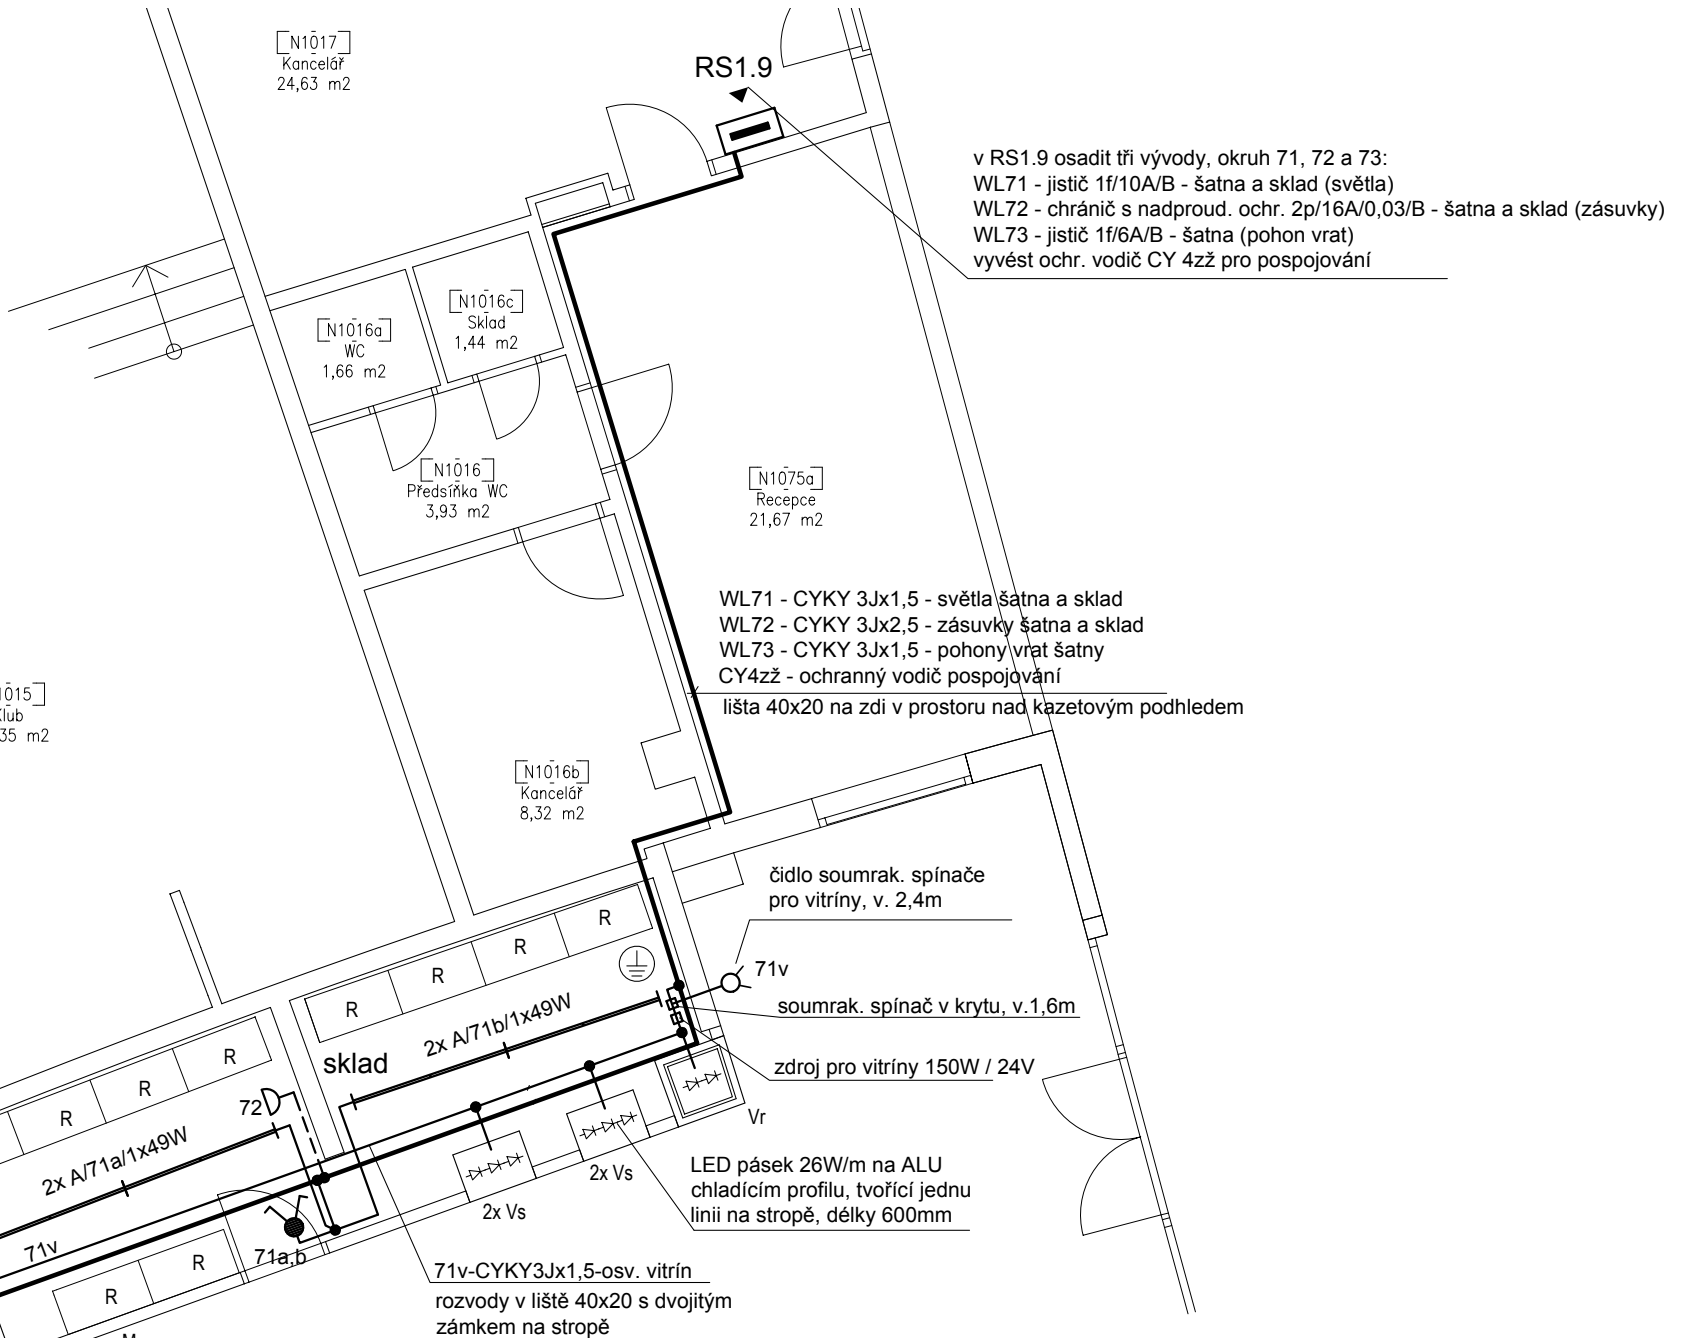 N1017
Kancelář
24,63 m2
RS1.9
v RS1.9 osadit tři vývody, okruh 71, 72 a 73:
WL71 - jistič 1f/10A/B - šatna a sklad (světla)
WL72 - chránič s nadproud. ochr. 2p/16A/0,03/B - šatna a sklad (zásuvky)
WL73 - jistič 1f/6A/B - šatna (pohon vrat)
vyvést ochr. vodič CY 4zž pro pospojování
N1016c
Sklad
1,44 m2
N1016a
WC
1,66 m2
N1016
Předsíňka WC
3,93 m2
N1075a
Recepce
21,67 m2
WL71 - CYKY 3Jx1,5 - světla šatna a sklad
WL72 - CYKY 3Jx2,5 - zásuvky šatna a sklad
WL73 - CYKY 3Jx1,5 - pohony vrat šatny
CY4zž - ochranný vodič pospojování
lišta 40x20 na zdi v prostoru nad kazetovým podhledem
1015
lub
35 m2
N1016b
Kancelář
8,32 m2
čidlo soumrak. spínače
pro vitríny, v. 2,4m
R
R
R
R
71v
soumrak. spínač v krytu, v.1,6m
2x A/71b/1x49W
sklad
zdroj pro vitríny 150W / 24V
R
R
R
72
Vr
2x A/71a/1x49W
2x Vs
2x Vs
LED pásek 26W/m na ALU
chladícím profilu, tvořící jednu
linii na stropě, délky 600mm
71v
71a,b
R
R
71v-CYKY3Jx1,5-osv. vitrín
rozvody v liště 40x20 s dvojitým
zámkem na stropě